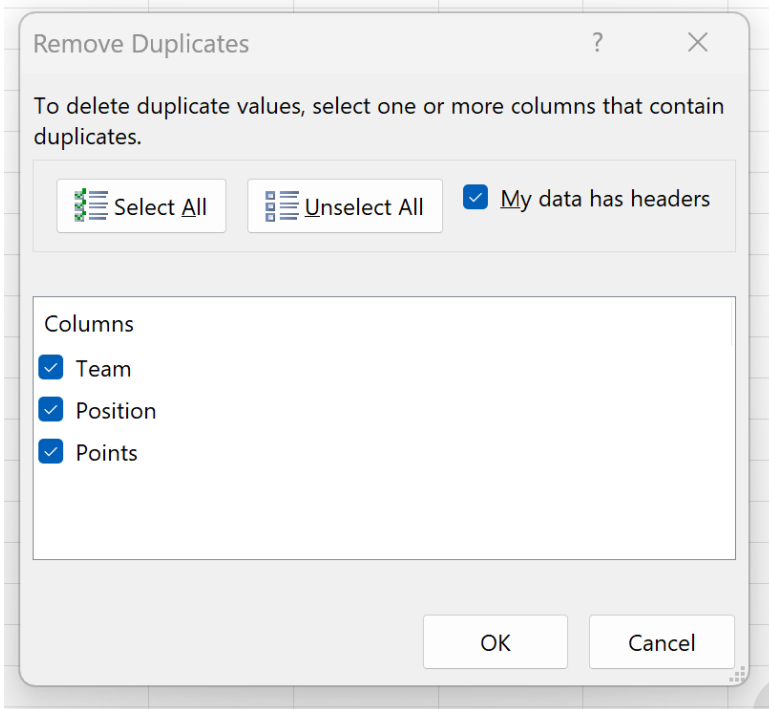 Remove Duplicates ?
To delete duplicate values, select one or more columns that contain
duplicates.
Select All Unselect All My data has headers
Columns
Team
Position
Points
OK Cancel